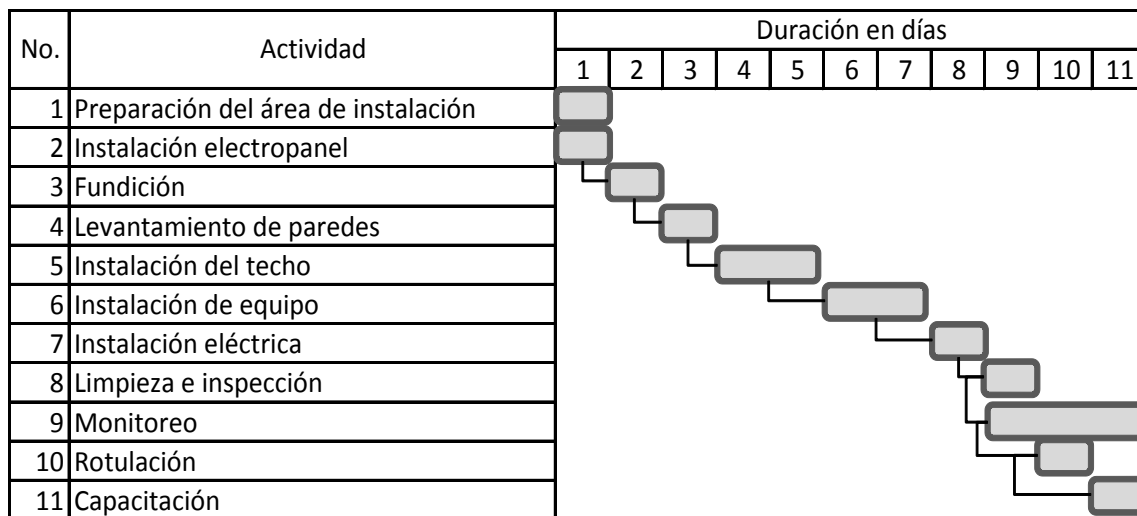 No.
Actividad
Duración en días
1 2 3 4 5 6 7 8 9 10 11
1 Preparación del área de instalación
2 Instalación electropanel
3 Fundición
4 Levantamiento de paredes
5 Instalación del techo
6 Instalación de equipo
7 Instalación eléctrica
8 Limpieza e inspección
9 Monitoreo
10 Rotulación
11 Capacitación